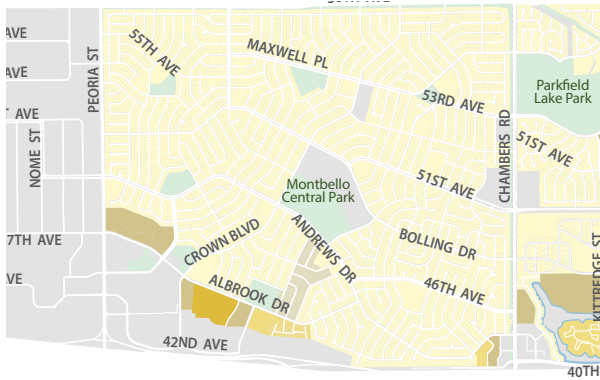 AVE
55TH AVE
MAXWELL PL
PEORIA ST
AVE
Parkfield
Lake Park
53RD AVE
CHAMBERS RD
AVE
51ST AVE
NOME ST
51ST AVE
Montbello
Central Park
7TH AVE
CROWN BLVD
ANDREWS DR
BOLLING DR
KITTREDGE ST
AVE
ALBROOK DR
46TH AVE
42ND AVE
40TH